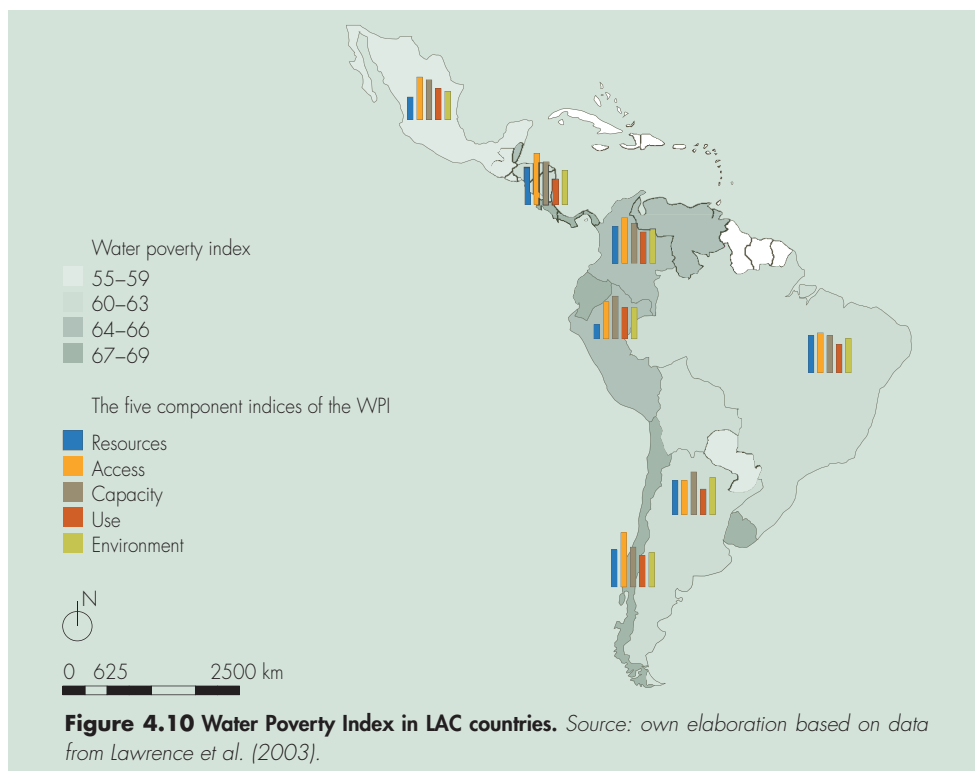 Water poverty index
55–59
60–63
64–66
67–69
The five component indices of the WPI
Resources
Access
Capacity
Use
Environment
N
0 625 2500 km
Figure 4.10 Water Poverty Index in LAC countries. Source: own elaboration based on data
from Lawrence et al. (2003).